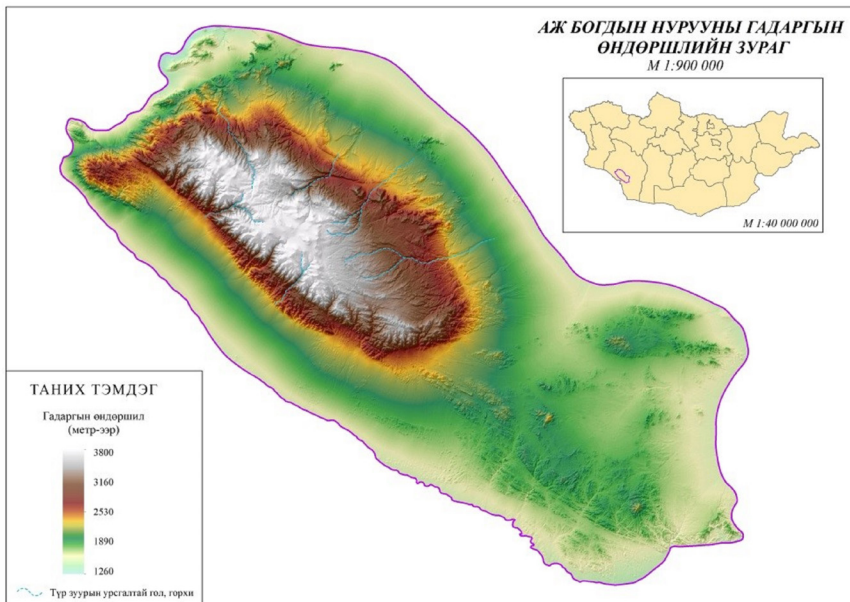 АЖ БОГДЫН НУРУУНЫ ГАДАРГЫН
ӨНДӨРШЛИЙН ЗУРАГ
М 1:900 000
М 1:40 000 000
ТАНИХ ТЭМДЭГ
Гадаргын өндөршил
(метр-ээр)
3800
3160
2530
1890
1260
Түр зуурын урсгалтай гол, горхи